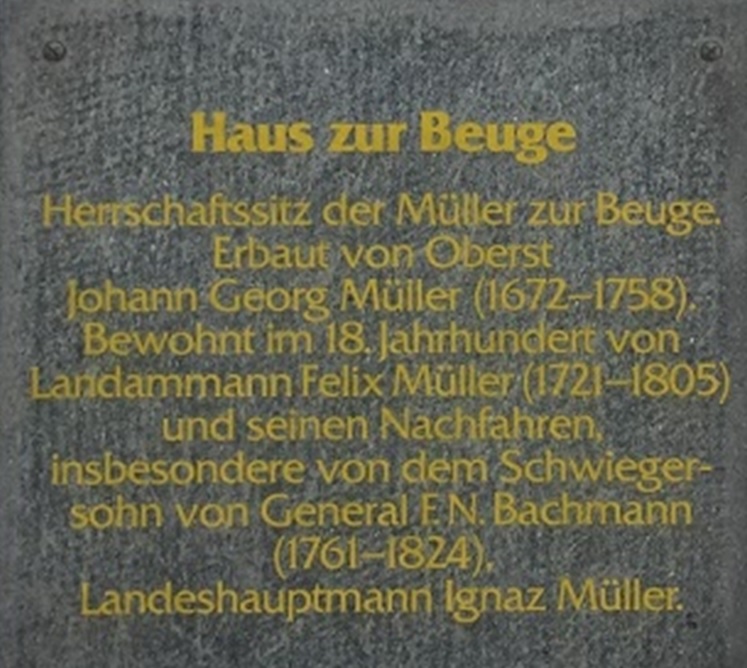 Haus zur Beuge
Herrschaftssitz der Müller zur Beuge.
Erbaut von Oberst
Johann Georg Müller (1672–1758).
Bewohnt im 18. Jahrhundert von
Landammann Felix Müller (1721–1805)
und seinen Nachfahren,
insbesondere von dem Schwieger-
sohn von General F. N. Bachmann
(1761–1824),
Landeshauptmann Ignaz Müller.